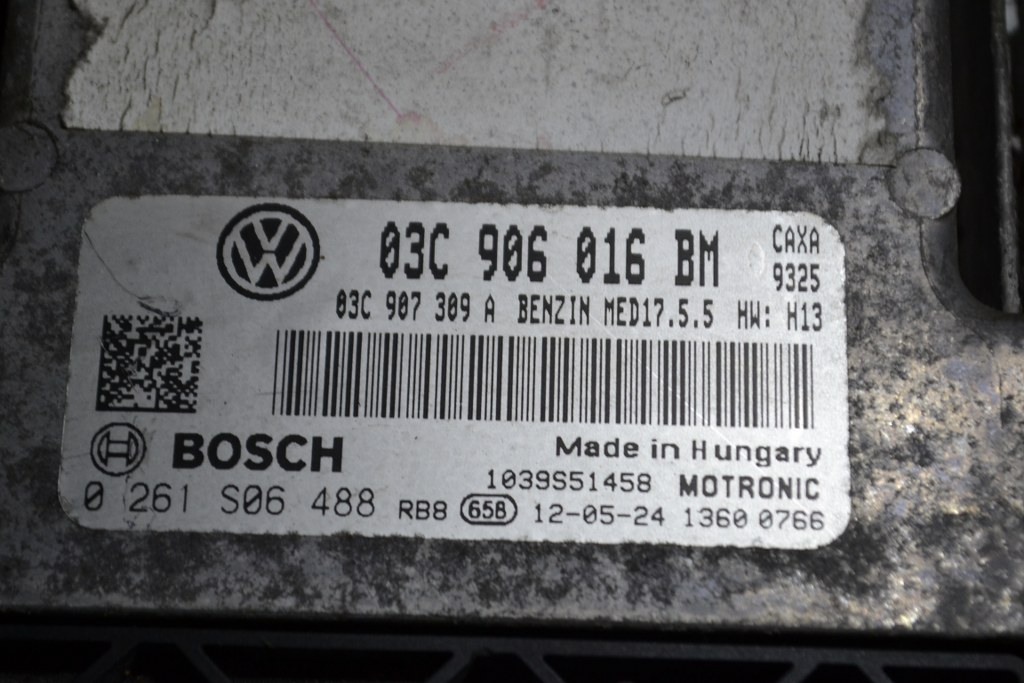 03C 906 016 BM
CAXA
9325
03C 907 309 A BENZIN MED17.5.5 HW: H13
BOSCH
Made in Hungary
1039S51458 MOTRONIC
0 261 S06 488 RB8 658 12-05-24 1360 0766